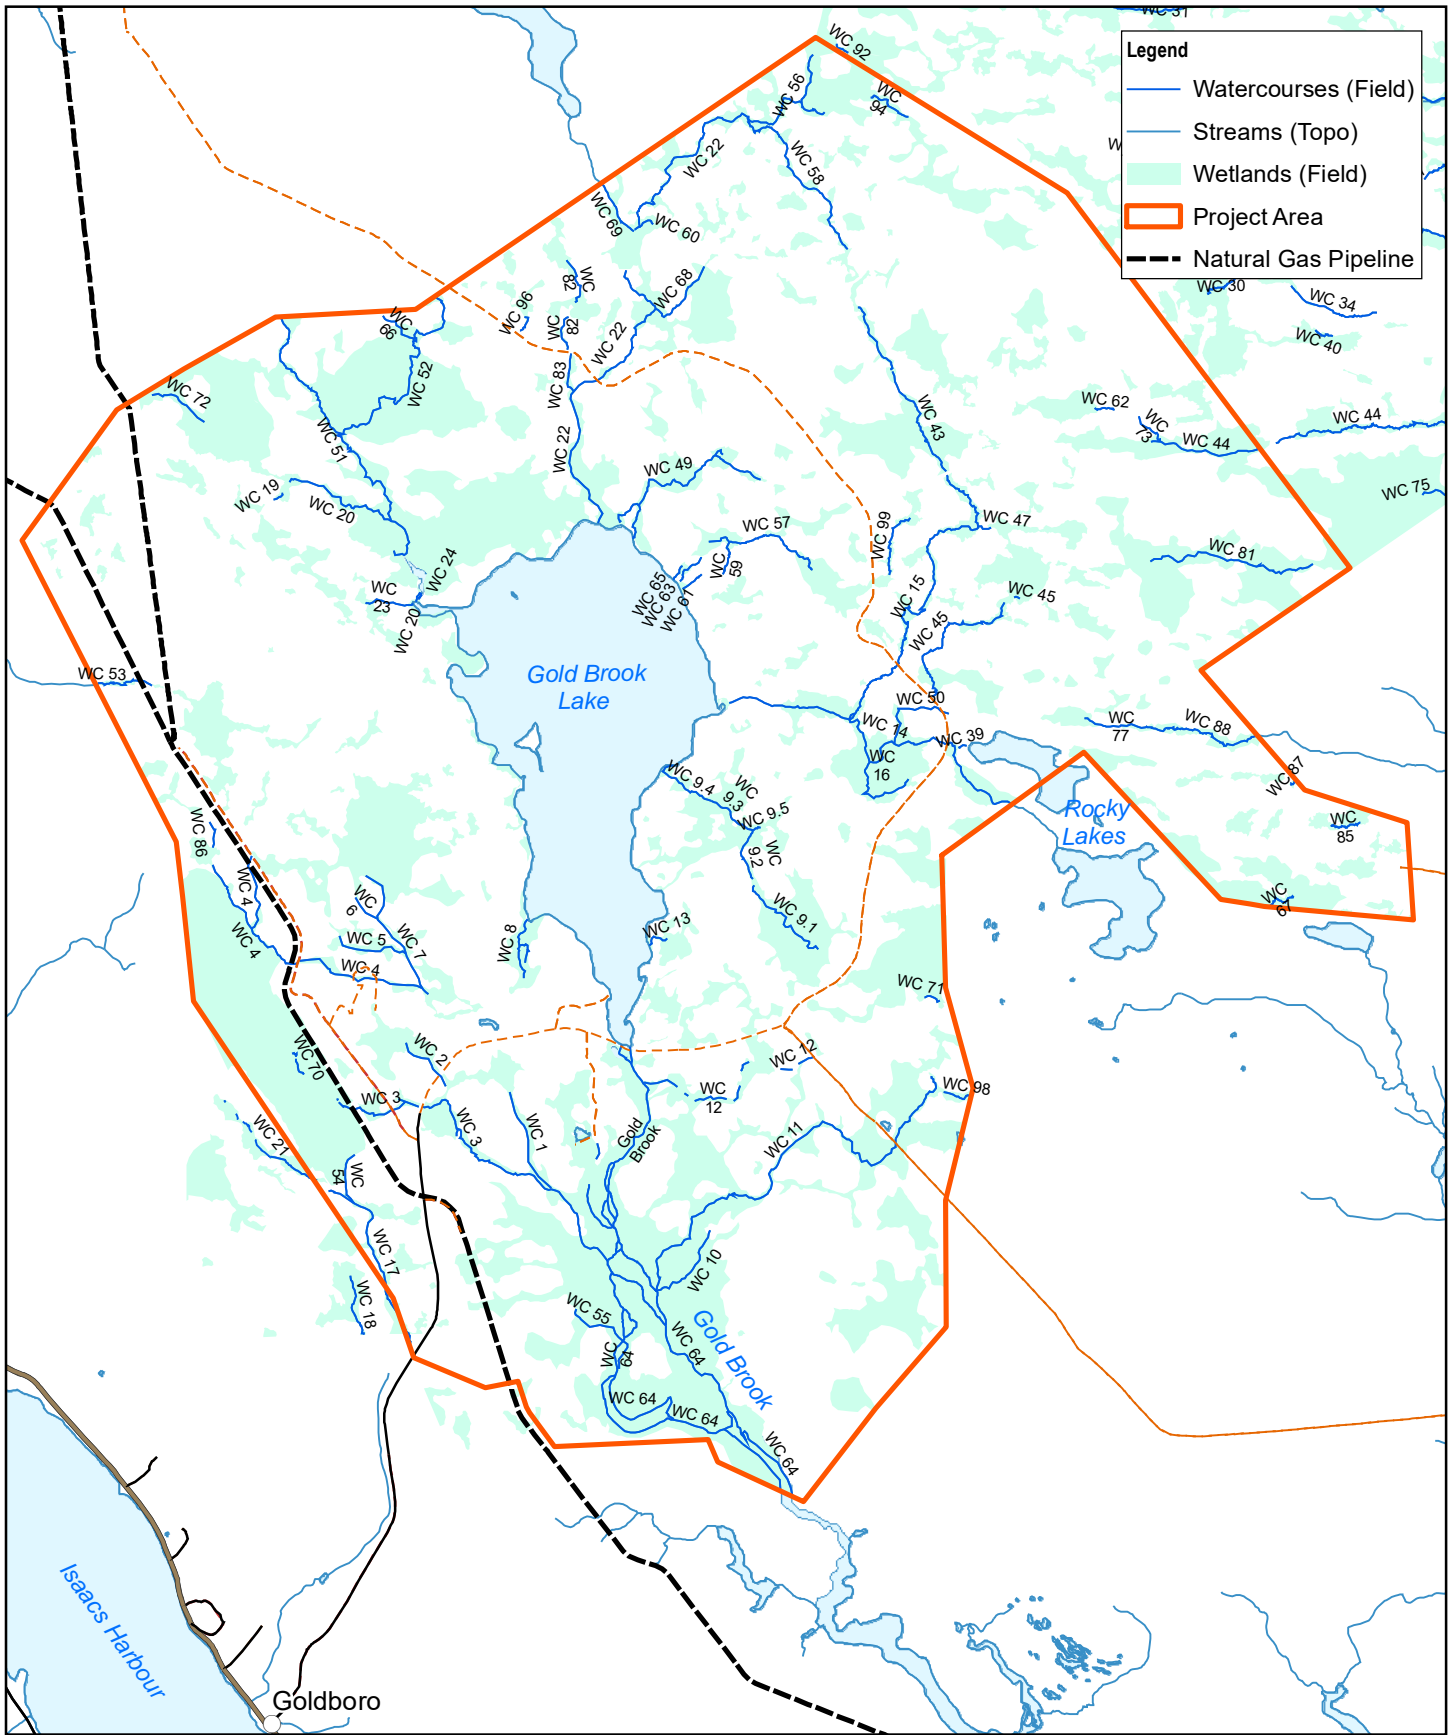 WC 31
WC 92
Legend
Watercourses (Field)
Streams (Topo)
Wetlands (Field)
Project Area
Natural Gas Pipeline
WC 56
WC
94
WC 22
WC 58
WC 69
WC 60
WC
82
WC 68
WC 96
WC
82
WC 22
WC
66
WC 30
WC 34
WC 40
WC 83
WC 52
WC 72
WC 62
WC
73
WC 44
WC 44
WC 43
WC 51
WC 22
WC 49
WC 75
WC 19
WC 20
WC 57
WC 99
WC 47
WC 81
WC 24
WC
59
WC
23
WC 20
WC 65
WC 63
WC 61
WC 15
WC 45
WC 45
WC 53
Gold Brook
Lake
WC 50
WC 14
WC 39
WC
16
WC
77
WC 88
WC 87
WC 9.4
WC
9.3
WC 9.5
WC
9.2
WC 9.1
Rocky
Lakes
WC
85
WC
67
WC 86
WC 4
WC 4
WC
6
WC 5
WC 7
WC 4
WC 8
WC 13
WC 71
WC 70
WC 2
WC 12
WC
12
WC 98
WC 3
WC 3
WC 1
Gold
Brook
WC 11
WC 21
WC
54
WC 17
WC 18
WC 10
WC 55
WC
64
WC 64
Gold Brook
WC 64
WC 64
WC 64
Isaacs Harbour
Goldboro